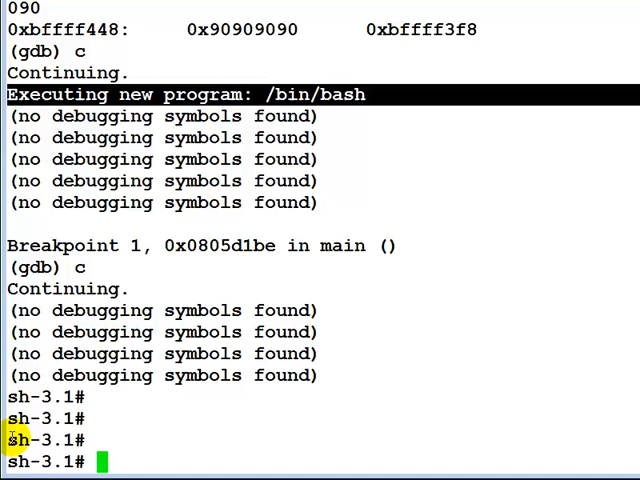 090
0xbffff448:     0x90909090      0xbffff3f8
(gdb) c
Continuing.
Executing new program: /bin/bash
(no debugging symbols found)
(no debugging symbols found)
(no debugging symbols found)
(no debugging symbols found)
(no debugging symbols found)
Breakpoint 1, 0x0805d1be in main ()
(gdb) c
Continuing.
(no debugging symbols found)
(no debugging symbols found)
(no debugging symbols found)
(no debugging symbols found)
sh-3.1#
sh-3.1#
sh-3.1#
sh-3.1#